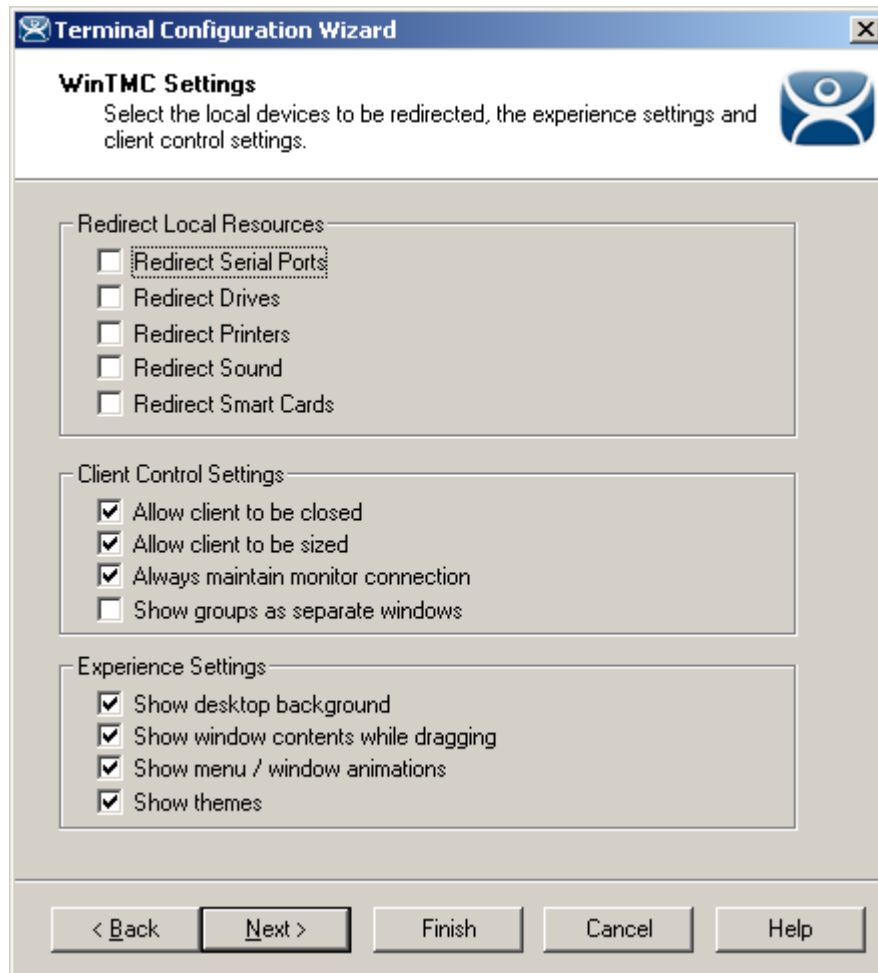 Terminal Configuration Wizard
WinTMC Settings
Select the local devices to be redirected, the experience settings and
client control settings.
Redirect Local Resources
Redirect Serial Ports
Redirect Drives
Redirect Printers
Redirect Sound
Redirect Smart Cards
Client Control Settings
Allow client to be closed
Allow client to be sized
Always maintain monitor connection
Show groups as separate windows
Experience Settings
Show desktop background
Show window contents while dragging
Show menu / window animations
Show themes
< Back Next > Finish Cancel Help